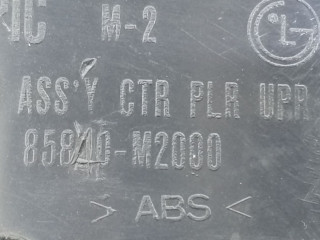 M-2
ASS'Y CTR PLR UPR
85840-M2000
> ABS <